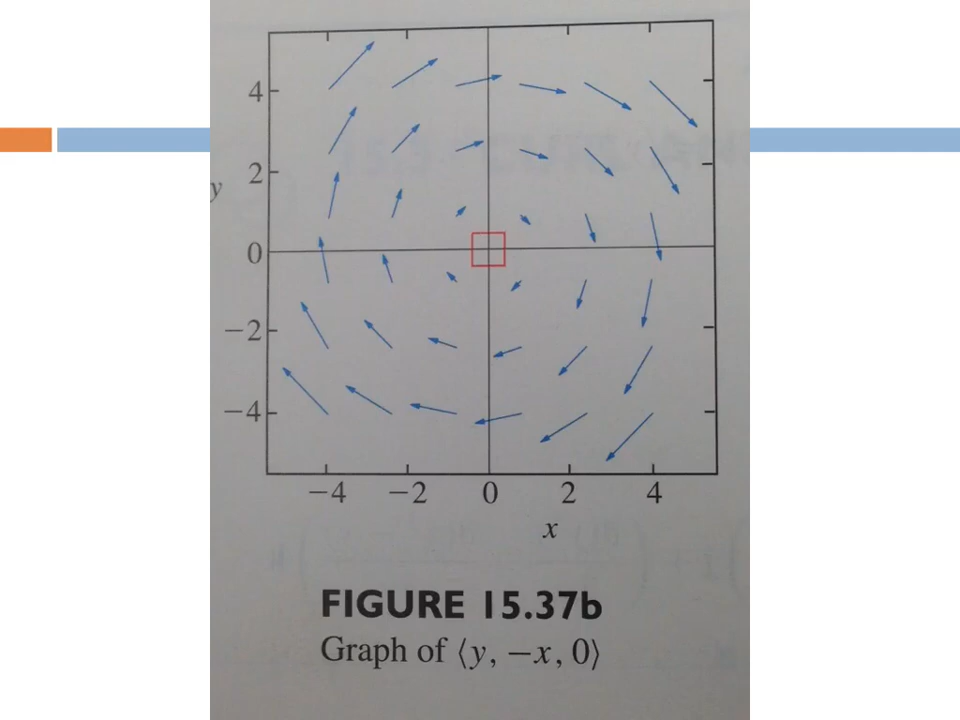 4
2
y
0
−2
−4
−4 −2 0 2 4
x
FIGURE 15.37b
Graph of ⟨y, −x, 0⟩